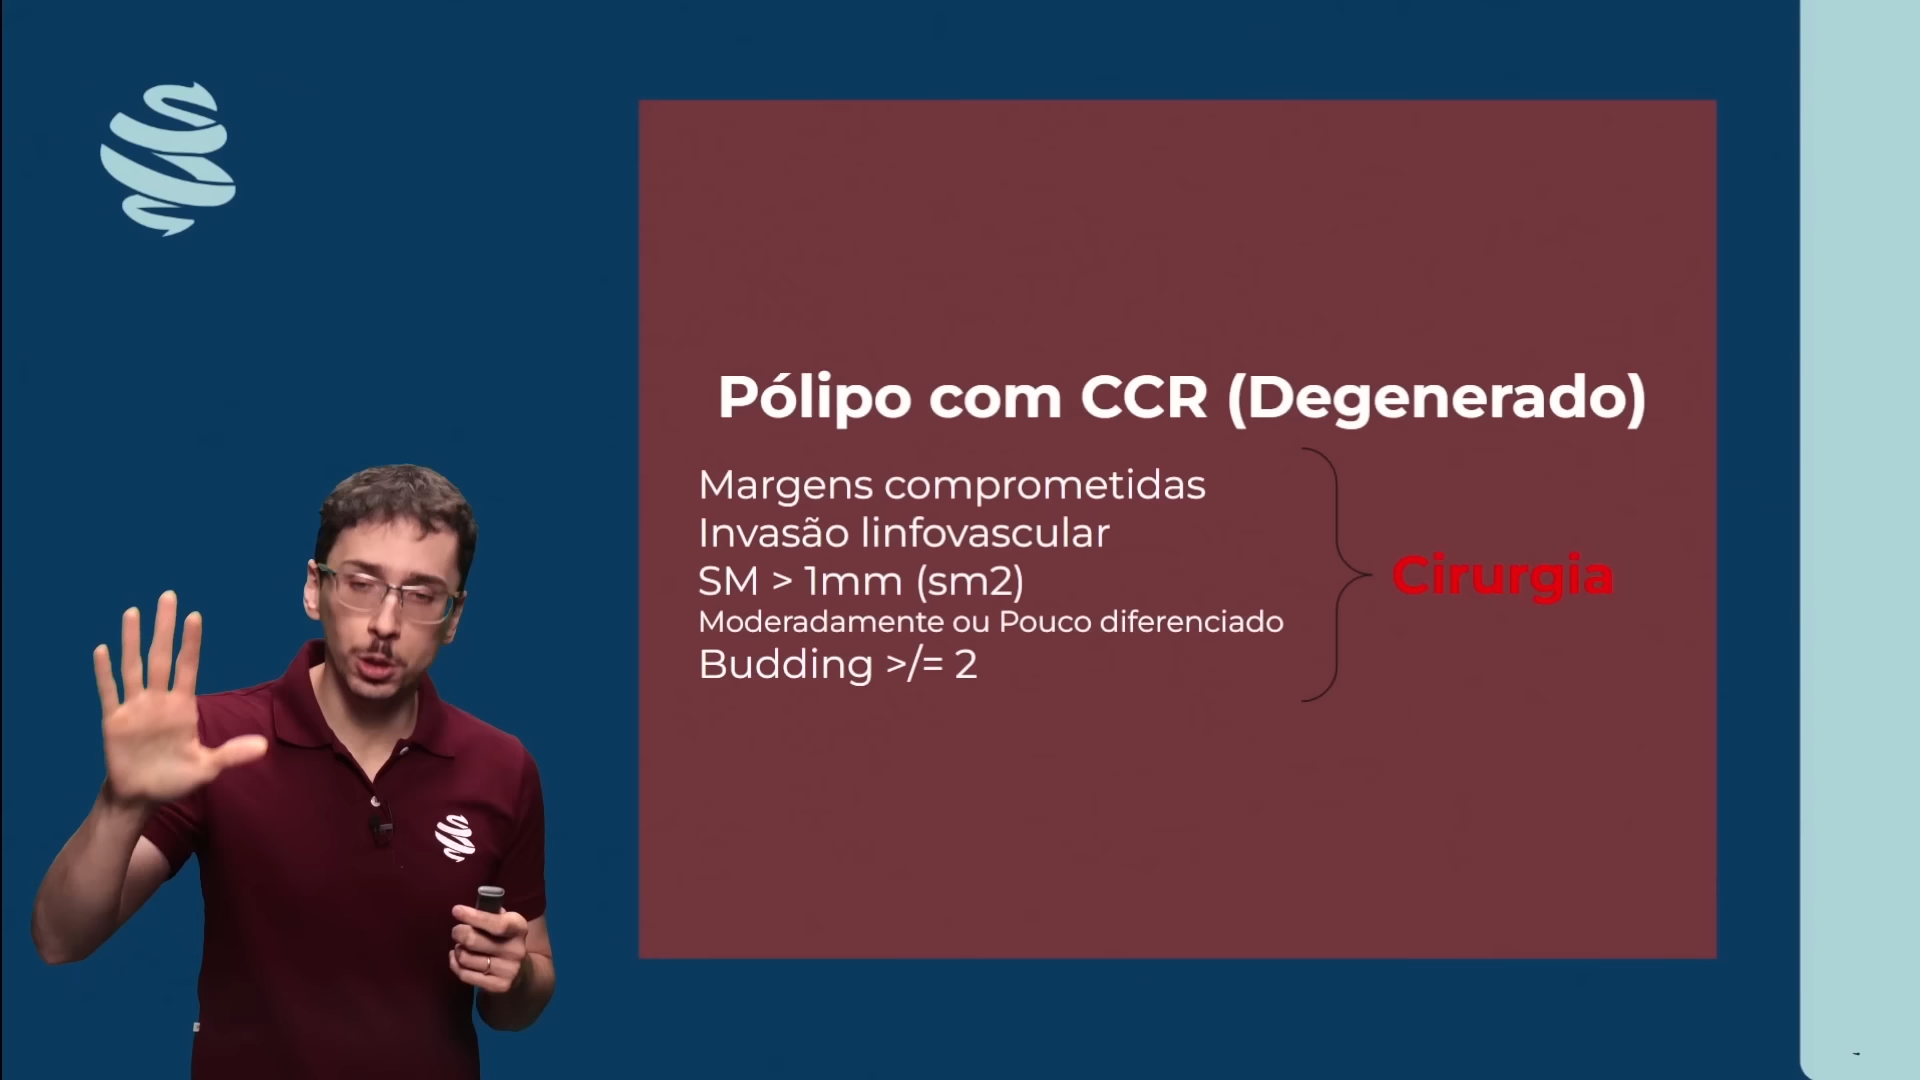 Pólipo com CCR (Degenerado)
Margens comprometidas
Invasão linfovascular
SM > 1mm (sm2)
Moderadamente ou Pouco diferenciado
Budding >/= 2
Cirurgia